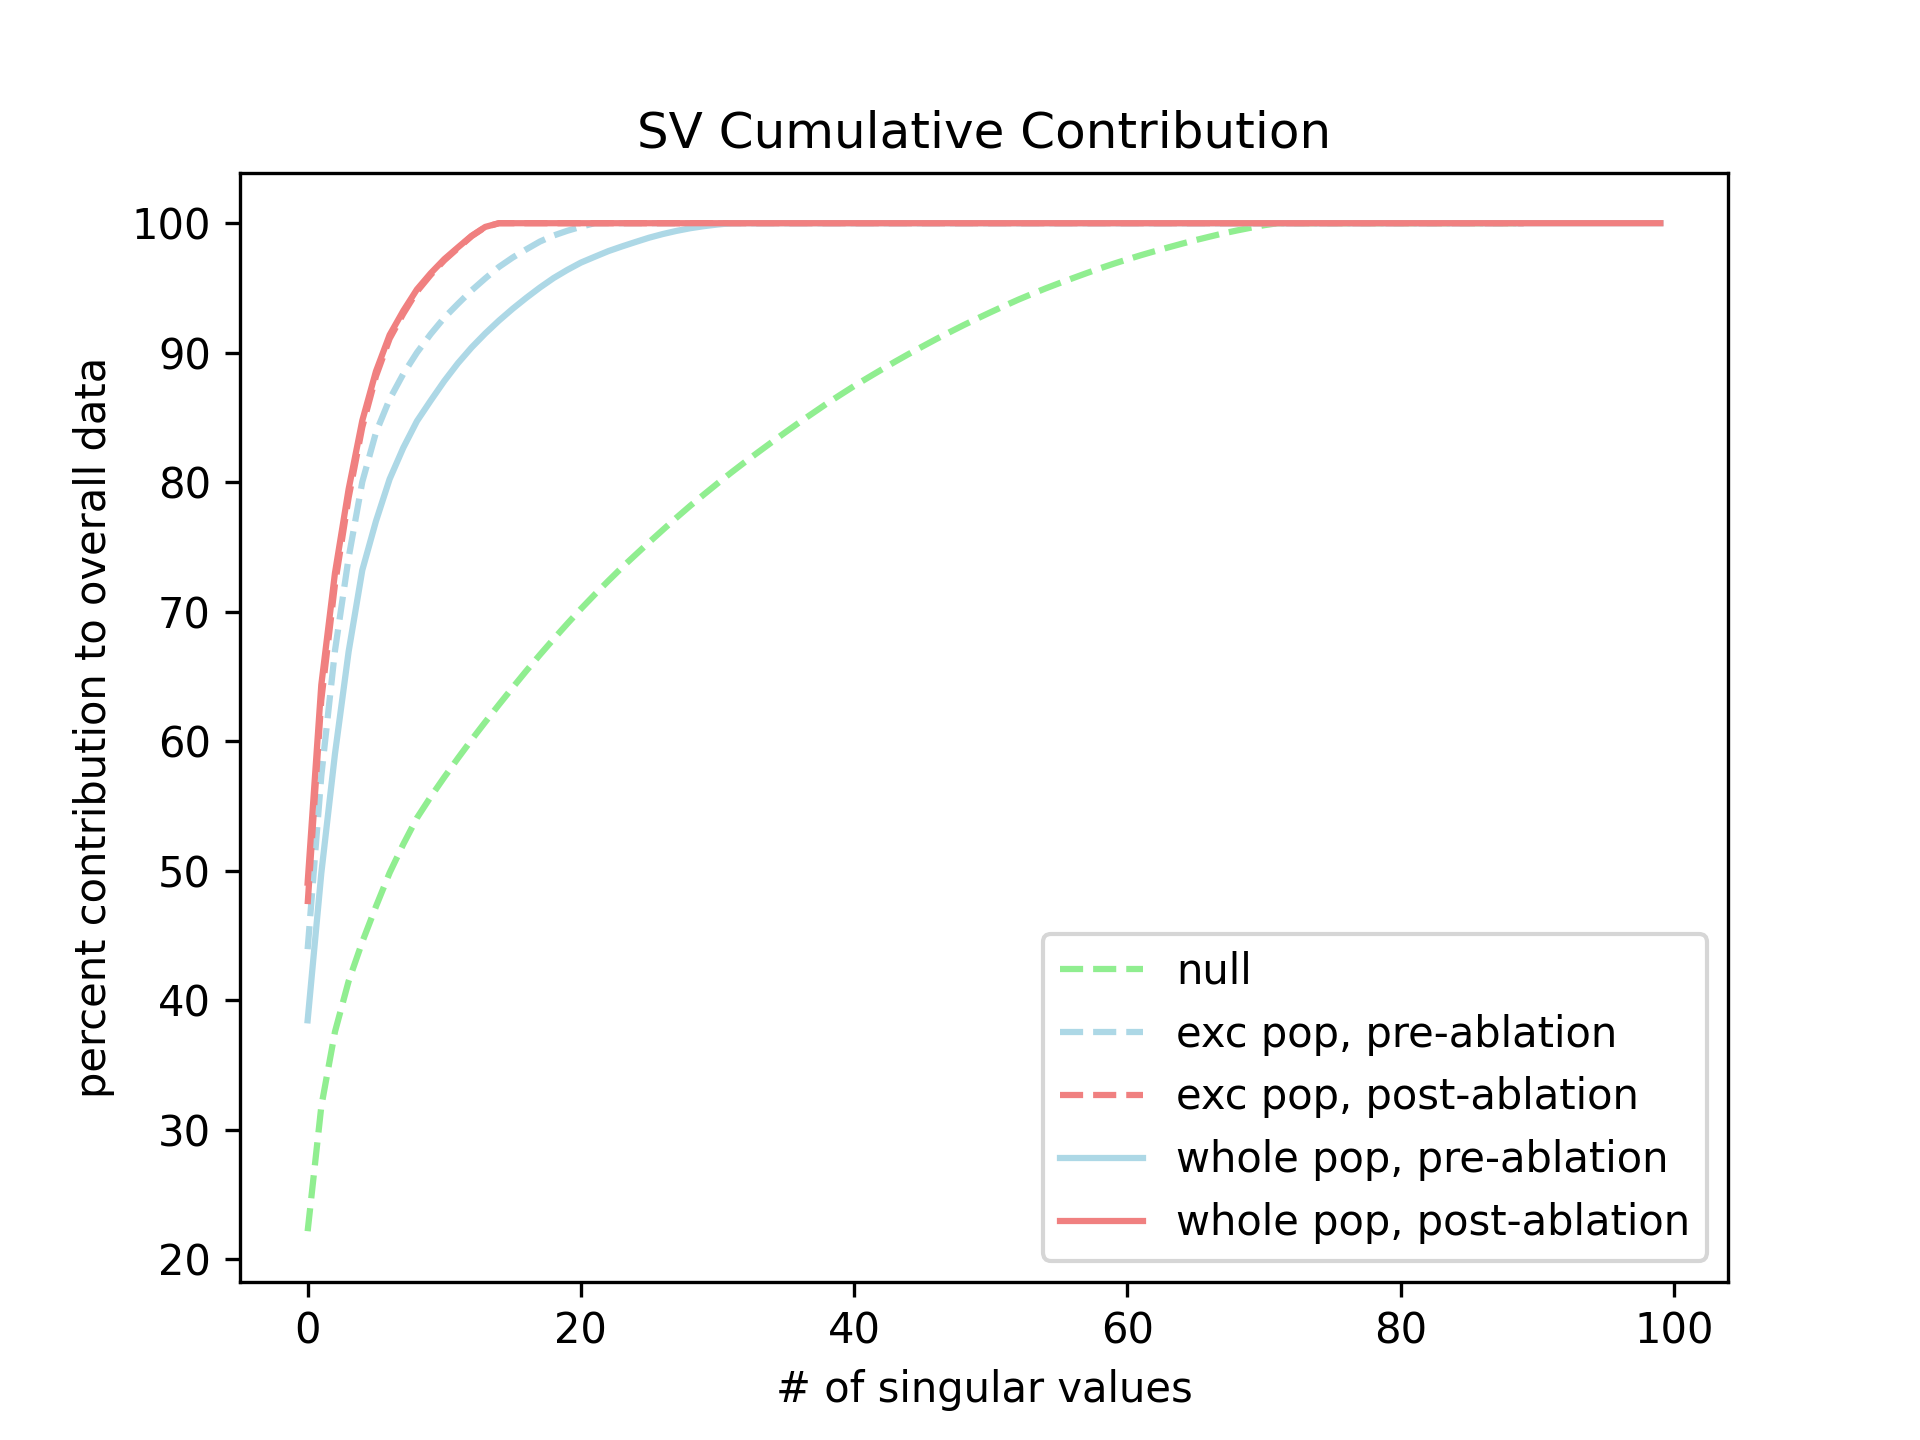 SV Cumulative Contribution
percent contribution to overall data
100
90
80
70
60
50
40
30
20
null
exc pop, pre-ablation
exc pop, post-ablation
whole pop, pre-ablation
whole pop, post-ablation
0 20 40 60 80 100
# of singular values